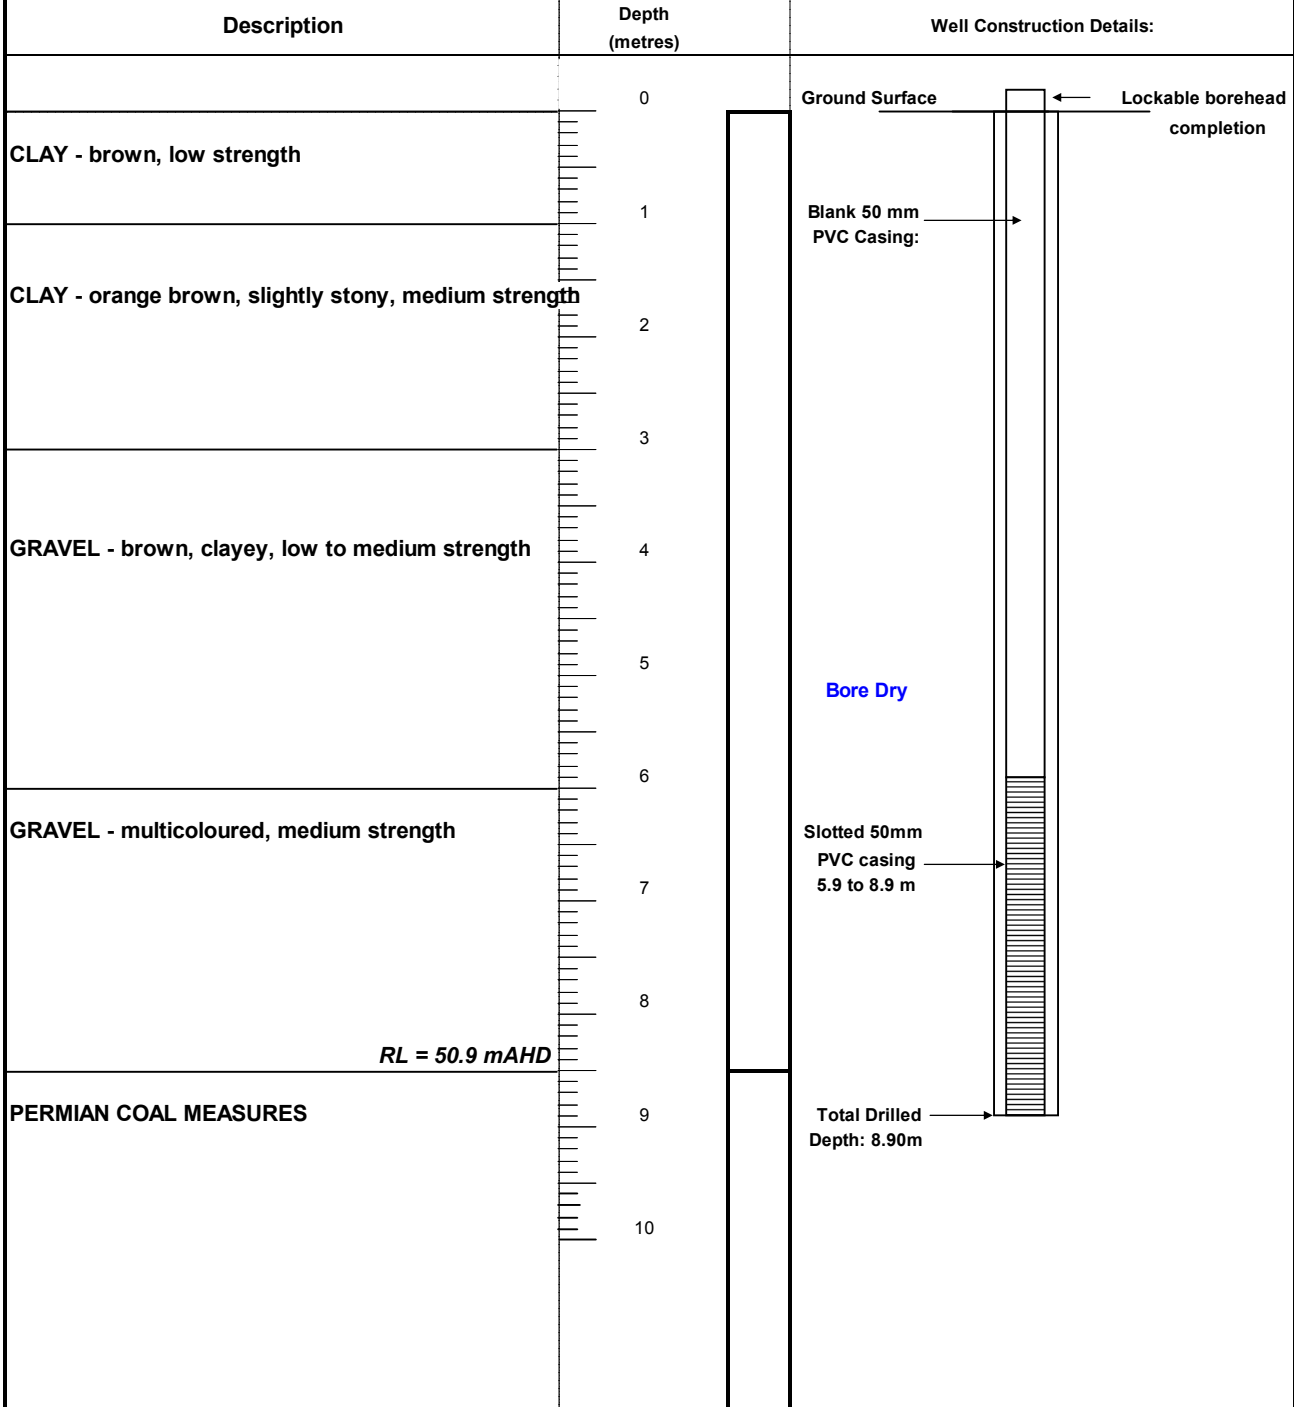 Description
Depth
(metres)
Well Construction Details:
0
Ground Surface
Lockable borehead
completion
CLAY - brown, low strength
1
Blank 50 mm
PVC Casing:
CLAY - orange brown, slightly stony, medium strength
2
3
GRAVEL - brown, clayey, low to medium strength
4
5
Bore Dry
6
GRAVEL - multicoloured, medium strength
Slotted 50mm
PVC casing
5.9 to 8.9 m
7
8
RL = 50.9 mAHD
PERMIAN COAL MEASURES
9
Total Drilled
Depth: 8.90m
10